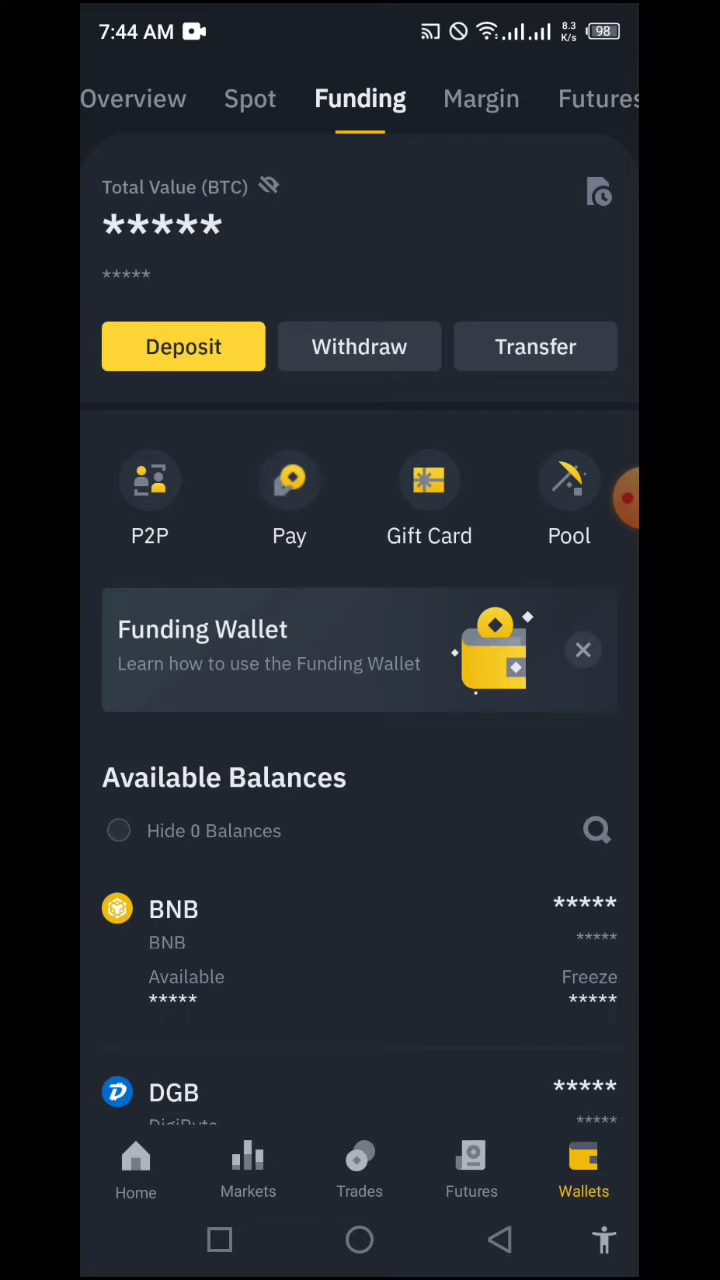 7:44 AM
8.3
K/s
98
Overview Spot Funding Margin Futures
Total Value (BTC)
*****
*****
Deposit Withdraw Transfer
P2P Pay Gift Card Pool
Funding Wallet
Learn how to use the Funding Wallet
Available Balances
Hide 0 Balances
BNB *****
BNB *****
Available Freeze
***** *****
DGB *****
DigiByte *****
Home Markets Trades Futures Wallets